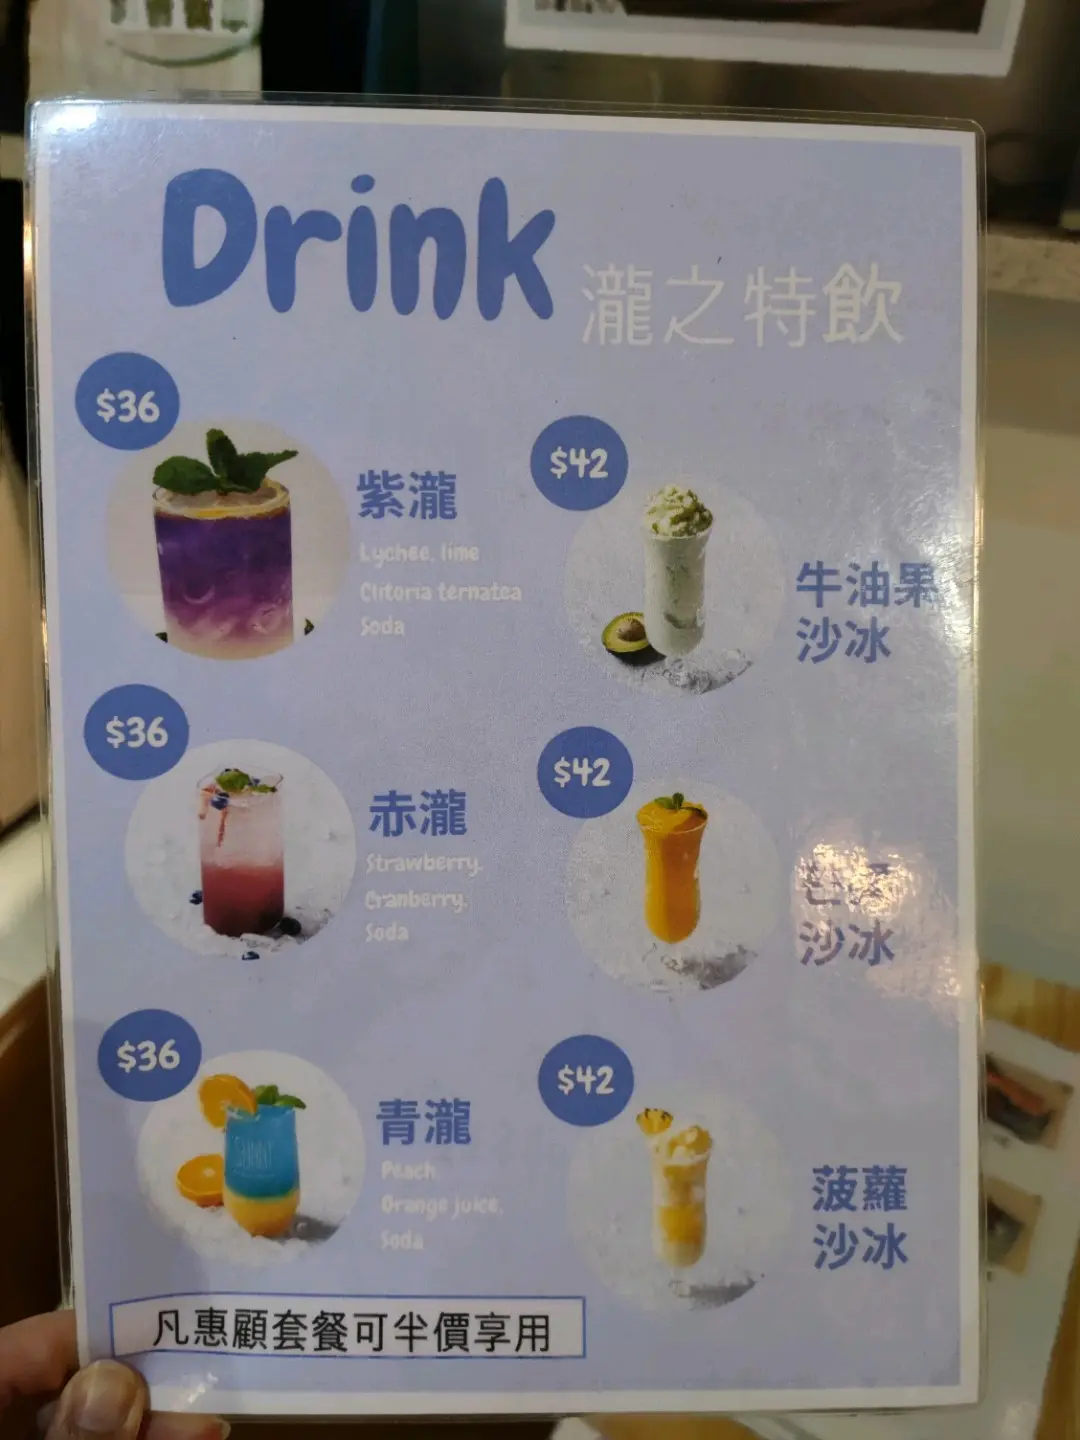 Drink
瀧之特飲
$36
紫瀧
Lychee, lime
Clitoria ternatea
Soda
$42
牛油果
沙冰
$36
赤瀧
Strawberry,
Cranberry,
Soda
$42
芒果
沙冰
$36
青瀧
Peach,
Orange juice,
Soda
$42
菠蘿
沙冰
凡惠顧套餐可半價享用